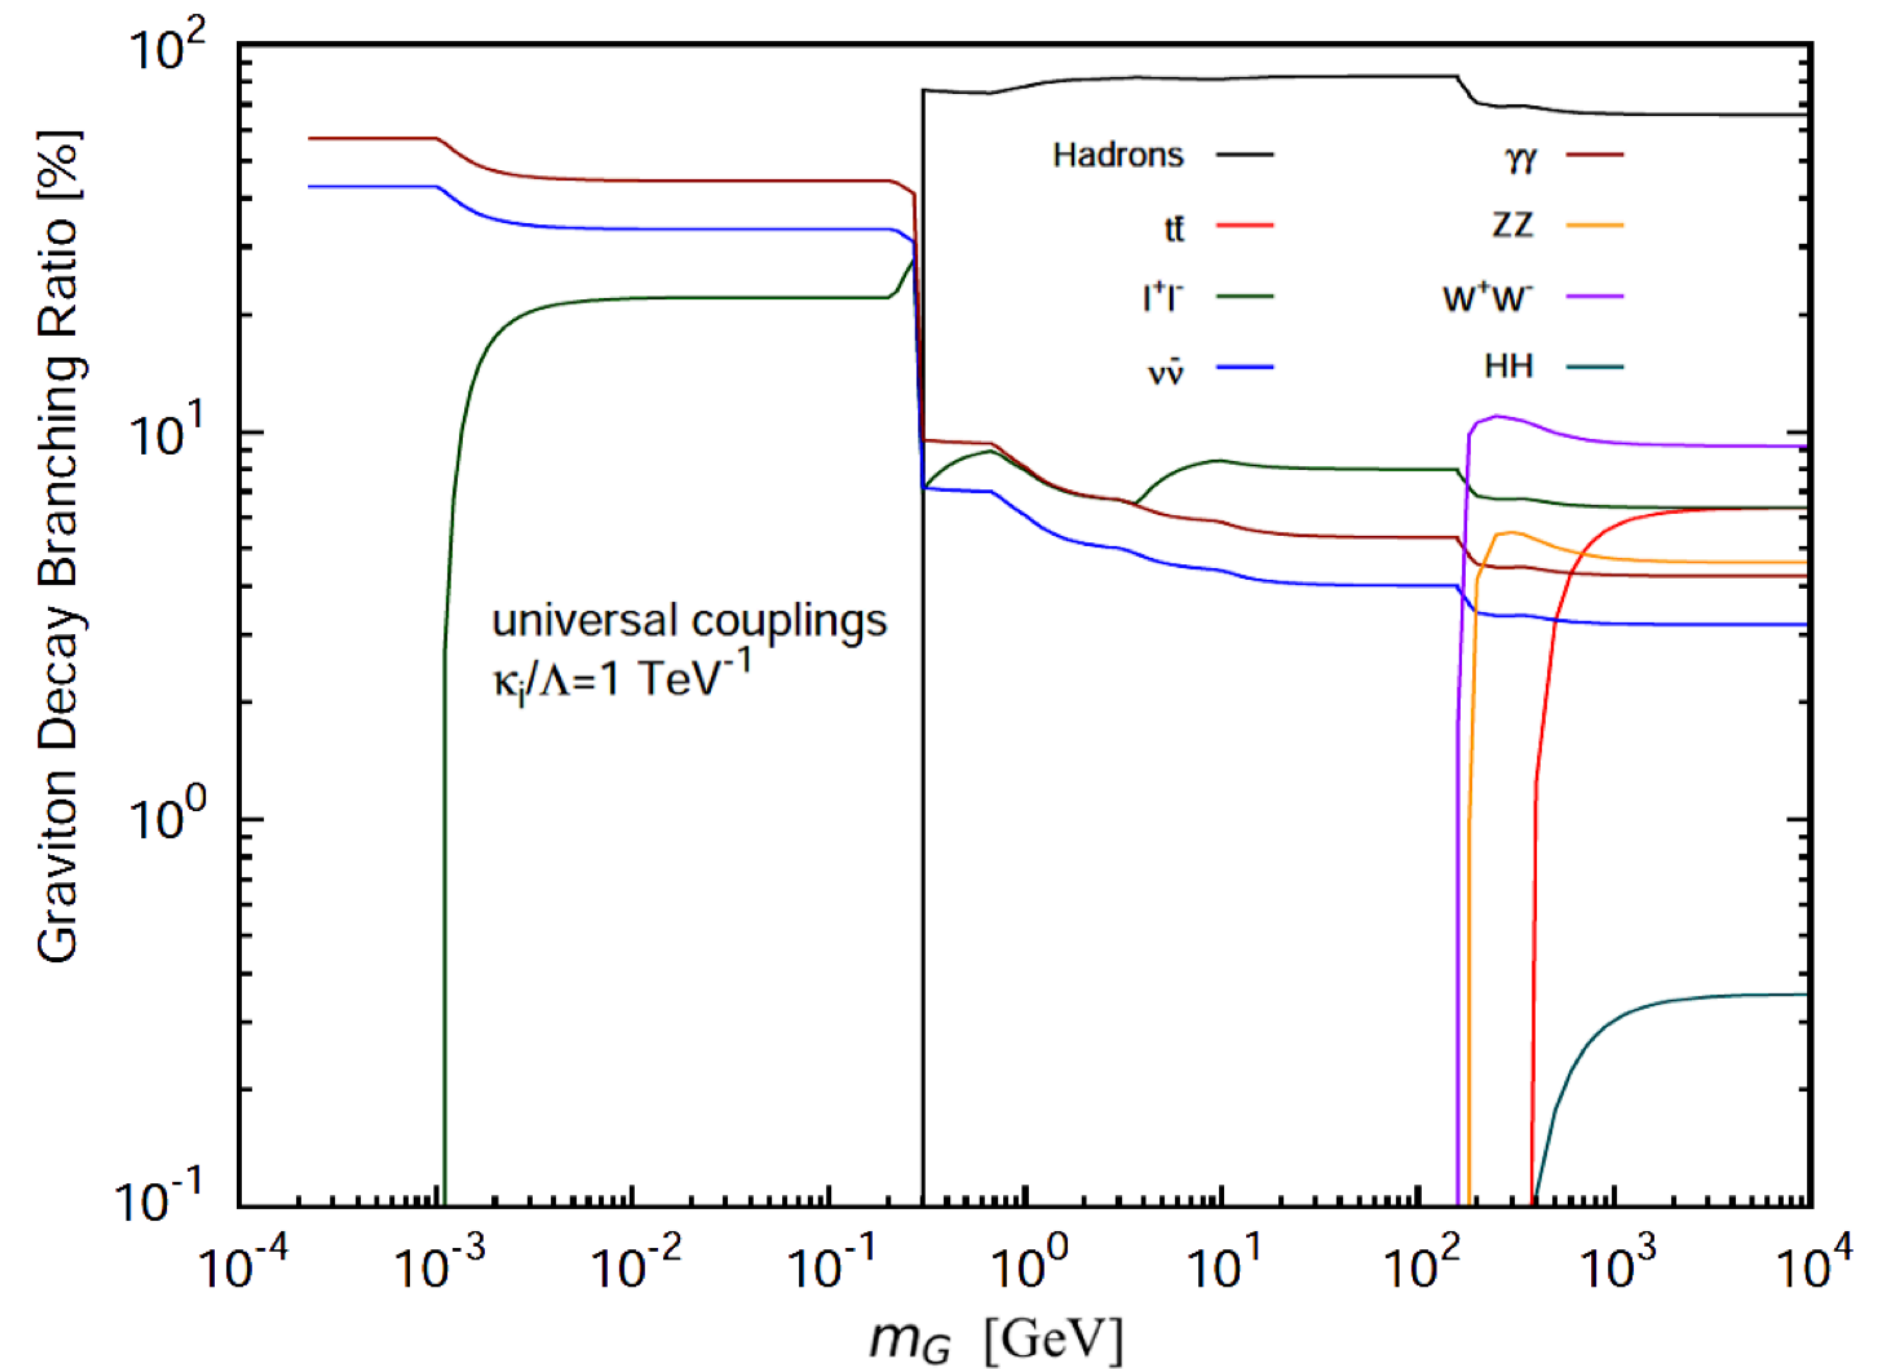 Graviton Decay Branching Ratio [%]
10²
10¹
10⁰
10⁻¹
Hadrons
tt̄
l⁺l⁻
νν̄
γγ
ZZ
W⁺W⁻
HH
universal couplings
κᵢ/Λ=1 TeV⁻¹
10⁻⁴ 10⁻³ 10⁻² 10⁻¹ 10⁰ 10¹ 10² 10³ 10⁴
m_G [GeV]